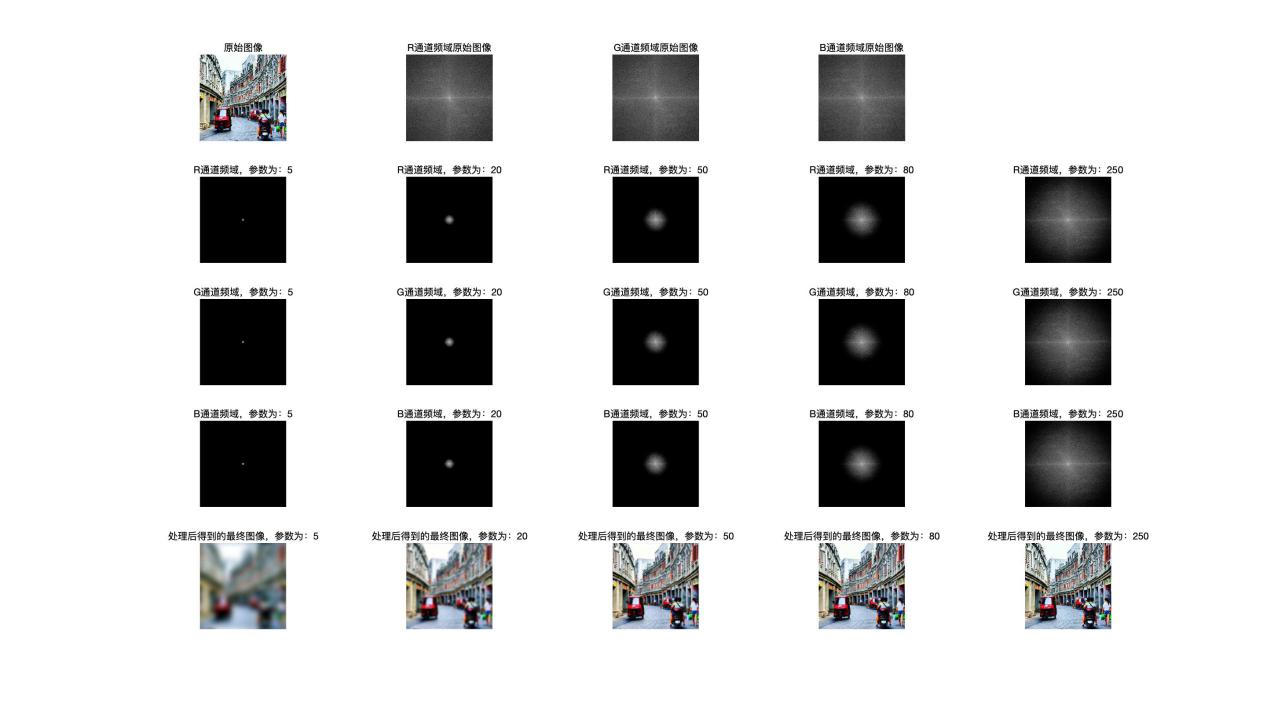 原始图像
R通道频域原始图像
G通道频域原始图像
B通道频域原始图像
R通道频域，参数为：5
R通道频域，参数为：20
R通道频域，参数为：50
R通道频域，参数为：80
R通道频域，参数为：250
G通道频域，参数为：5
G通道频域，参数为：20
G通道频域，参数为：50
G通道频域，参数为：80
G通道频域，参数为：250
B通道频域，参数为：5
B通道频域，参数为：20
B通道频域，参数为：50
B通道频域，参数为：80
B通道频域，参数为：250
处理后得到的最终图像，参数为：5
处理后得到的最终图像，参数为：20
处理后得到的最终图像，参数为：50
处理后得到的最终图像，参数为：80
处理后得到的最终图像，参数为：250